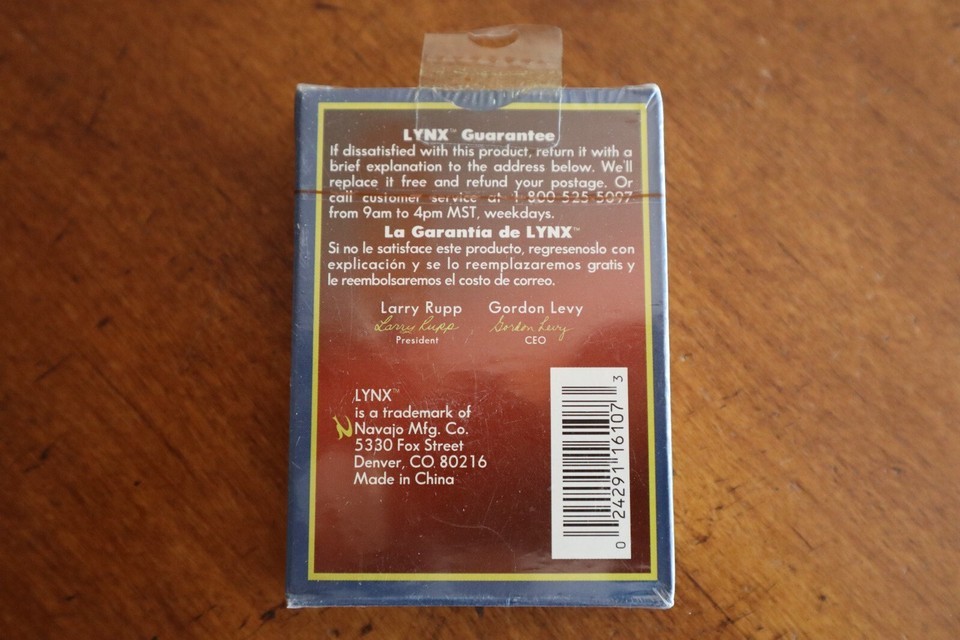 LYNX™ Guarantee
If dissatisfied with this product, return it with a
brief explanation to the address below. We'll
replace it free and refund your postage. Or
call customer service at 1-800-525-5097
from 9am to 4pm MST, weekdays.
La Garantía de LYNX™
Si no le satisface este producto, regresenoslo con
explicación y se lo reemplazaremos gratis y
le reembolsaremos el costo de correo.
Larry Rupp Gordon Levy
Larry Rupp Gordon Levy
President CEO
LYNX™
is a trademark of
Navajo Mfg. Co.
5330 Fox Street
Denver, CO 80216
Made in China
0 24291 16107 3